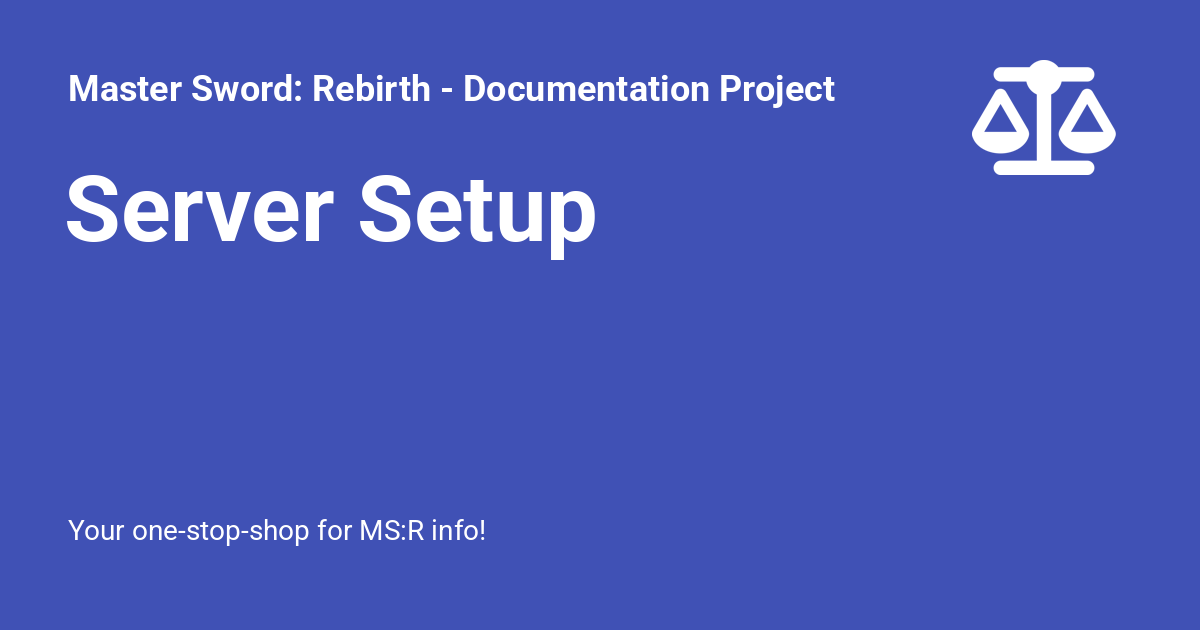 Master Sword: Rebirth - Documentation Project
Server Setup
Your one-stop-shop for MS:R info!